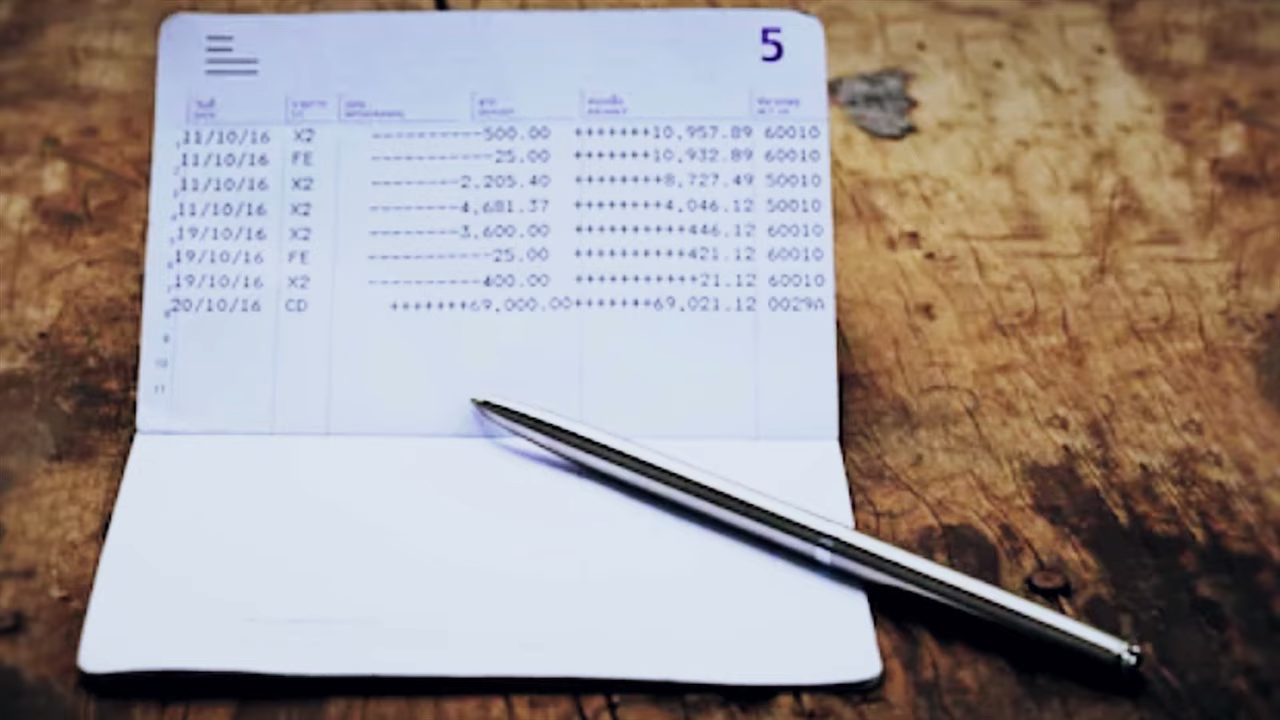 5
11/10/16 X2 ----------500.00 +++++++10,957.89 60010
11/10/16 FE -----------25.00 +++++++10,932.89 60010
11/10/16 X2 --------2,205.40 ++++++++8,727.49 50010
11/10/16 X2 --------4,681.37 ++++++++4,046.12 50010
19/10/16 X2 --------3,600.00 ++++++++++446.12 60010
19/10/16 FE -----------25.00 ++++++++++421.12 60010
19/10/16 X2 ----------400.00 +++++++++++21.12 60010
20/10/16 CD +++++++69,000.00+++++++69,021.12 0029A
9
10
11